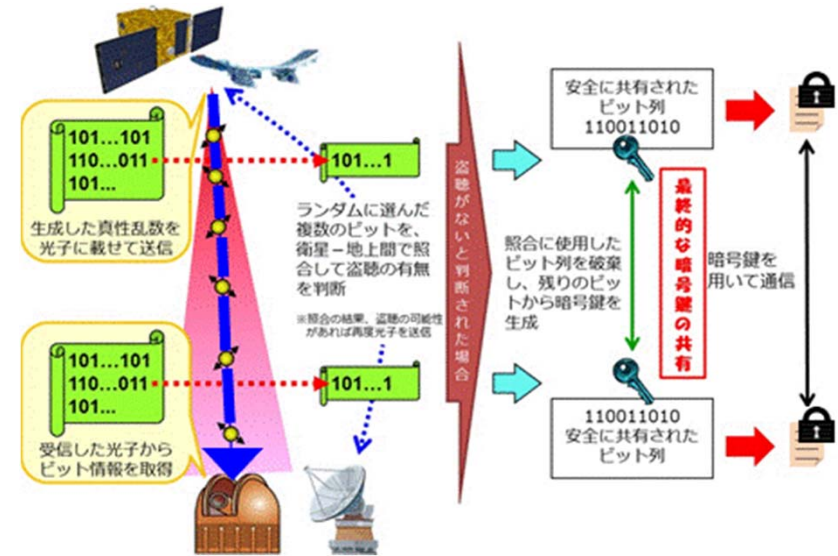 101…101
110…011
101…
生成した真性乱数を
光子に載せて送信
101…1
ランダムに選んだ
複数のビットを、
衛星－地上間で照
合して盗聴の有無
を判断
※照合の結果、盗聴の可能性
があれば再度光子を送信
101…101
110…011
101…
受信した光子から
ビット情報を取得
101…1
盗聴がないと判断された場合
安全に共有された
ビット列
110011010
照合に使用した
ビット列を破棄
し、残りのビッ
トから暗号鍵を
生成
最終的な暗号鍵の共有
暗号鍵を
用いて通信
110011010
安全に共有された
ビット列